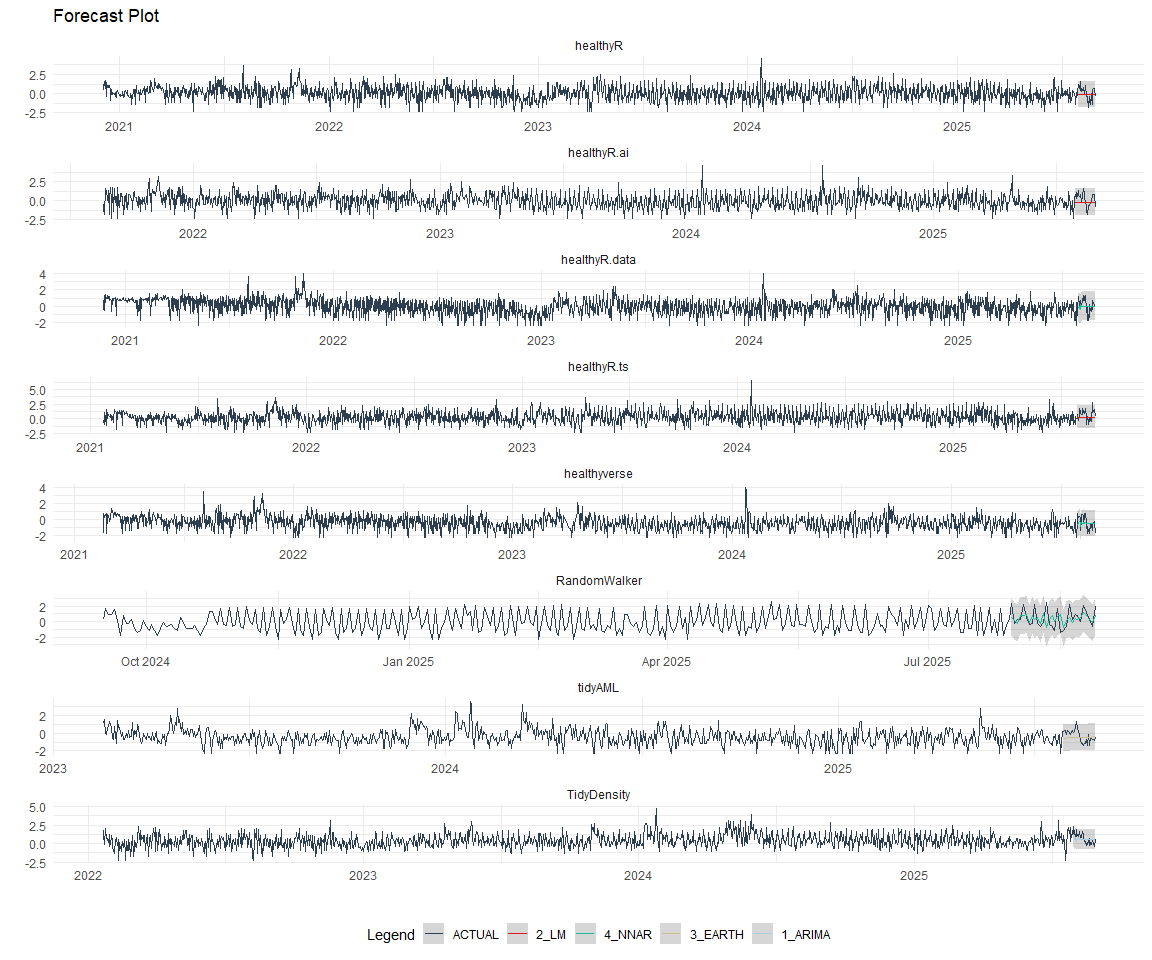 Forecast Plot
healthyR
2.5
0.0
-2.5
2021 2022 2023 2024 2025
healthyR.ai
2.5
0.0
-2.5
2022 2023 2024 2025
healthyR.data
4
2
0
-2
2021 2022 2023 2024 2025
healthyR.ts
5.0
2.5
0.0
-2.5
2021 2022 2023 2024 2025
healthyverse
4
2
0
-2
2021 2022 2023 2024 2025
RandomWalker
2
0
-2
Oct 2024 Jan 2025 Apr 2025 Jul 2025
tidyAML
2
0
-2
2023 2024 2025
TidyDensity
5.0
2.5
0.0
-2.5
2022 2023 2024 2025
Legend ACTUAL 2_LM 4_NNAR 3_EARTH 1_ARIMA